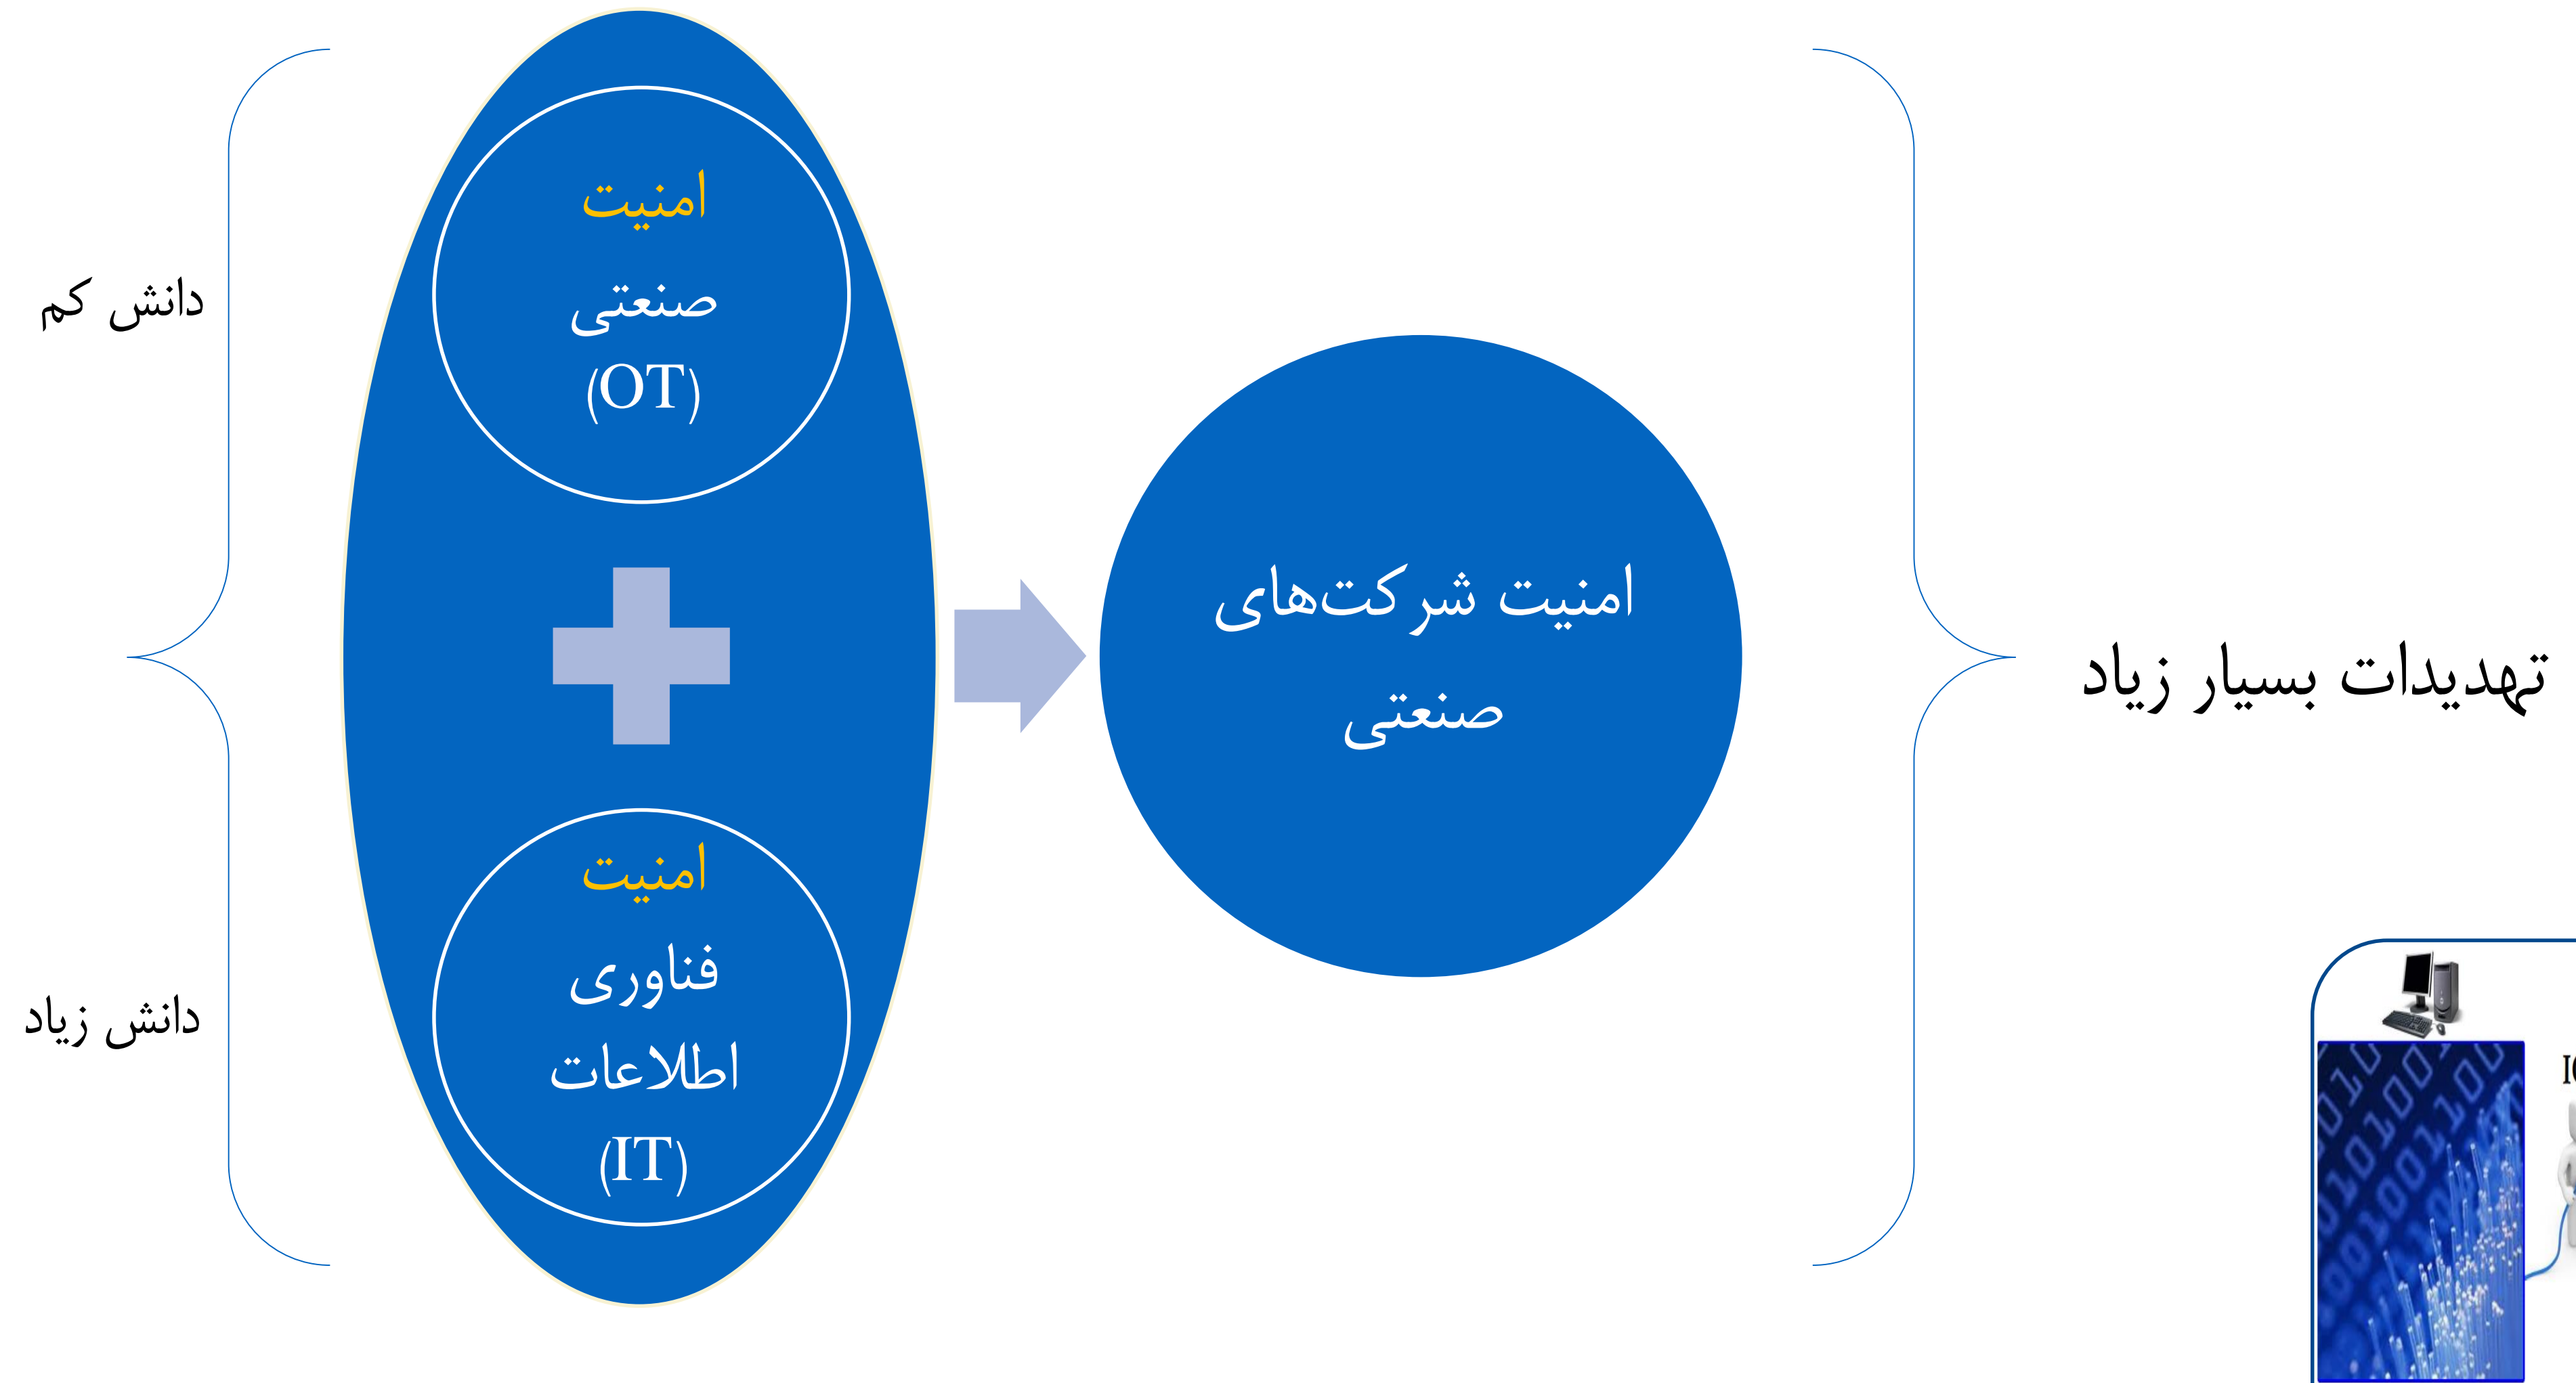 دانش کم
امنیت
صنعتی
(OT)
امنیت شرکت‌های
صنعتی
تهدیدات بسیار زیاد
دانش زیاد
امنیت
فناوری
اطلاعات
(IT)